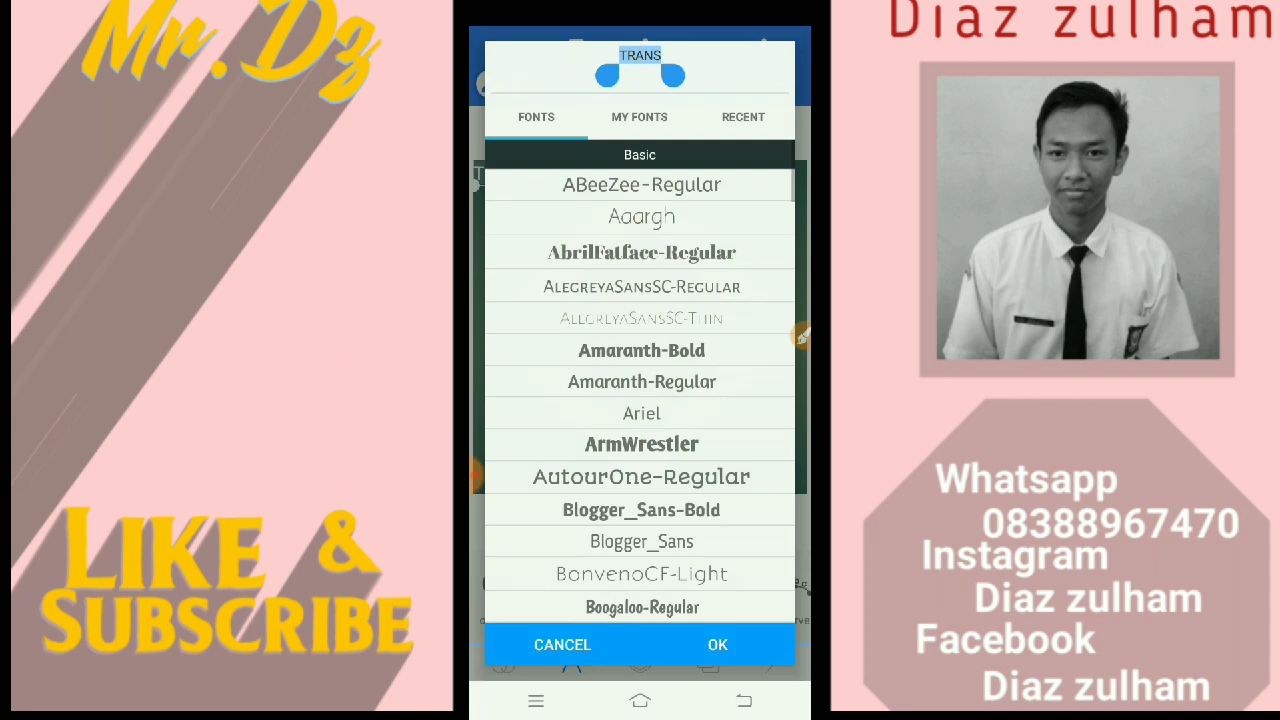 Mr.Dz
LIKE &
SUBSCRIBE
TRANS
FONTS
MY FONTS
RECENT
Basic
ABeeZee-Regular
Aaargh
AbrilFatface-Regular
AlegreyaSansSC-Regular
AlegreyaSansSC-Thin
Amaranth-Bold
Amaranth-Regular
Ariel
ArmWrestler
AutourOne-Regular
Blogger_Sans-Bold
Blogger_Sans
BonvenoCF-Light
Boogaloo-Regular
CANCEL
OK
Diaz zulham
Whatsapp
08388967470
Instagram
Diaz zulham
Facebook
Diaz zulham